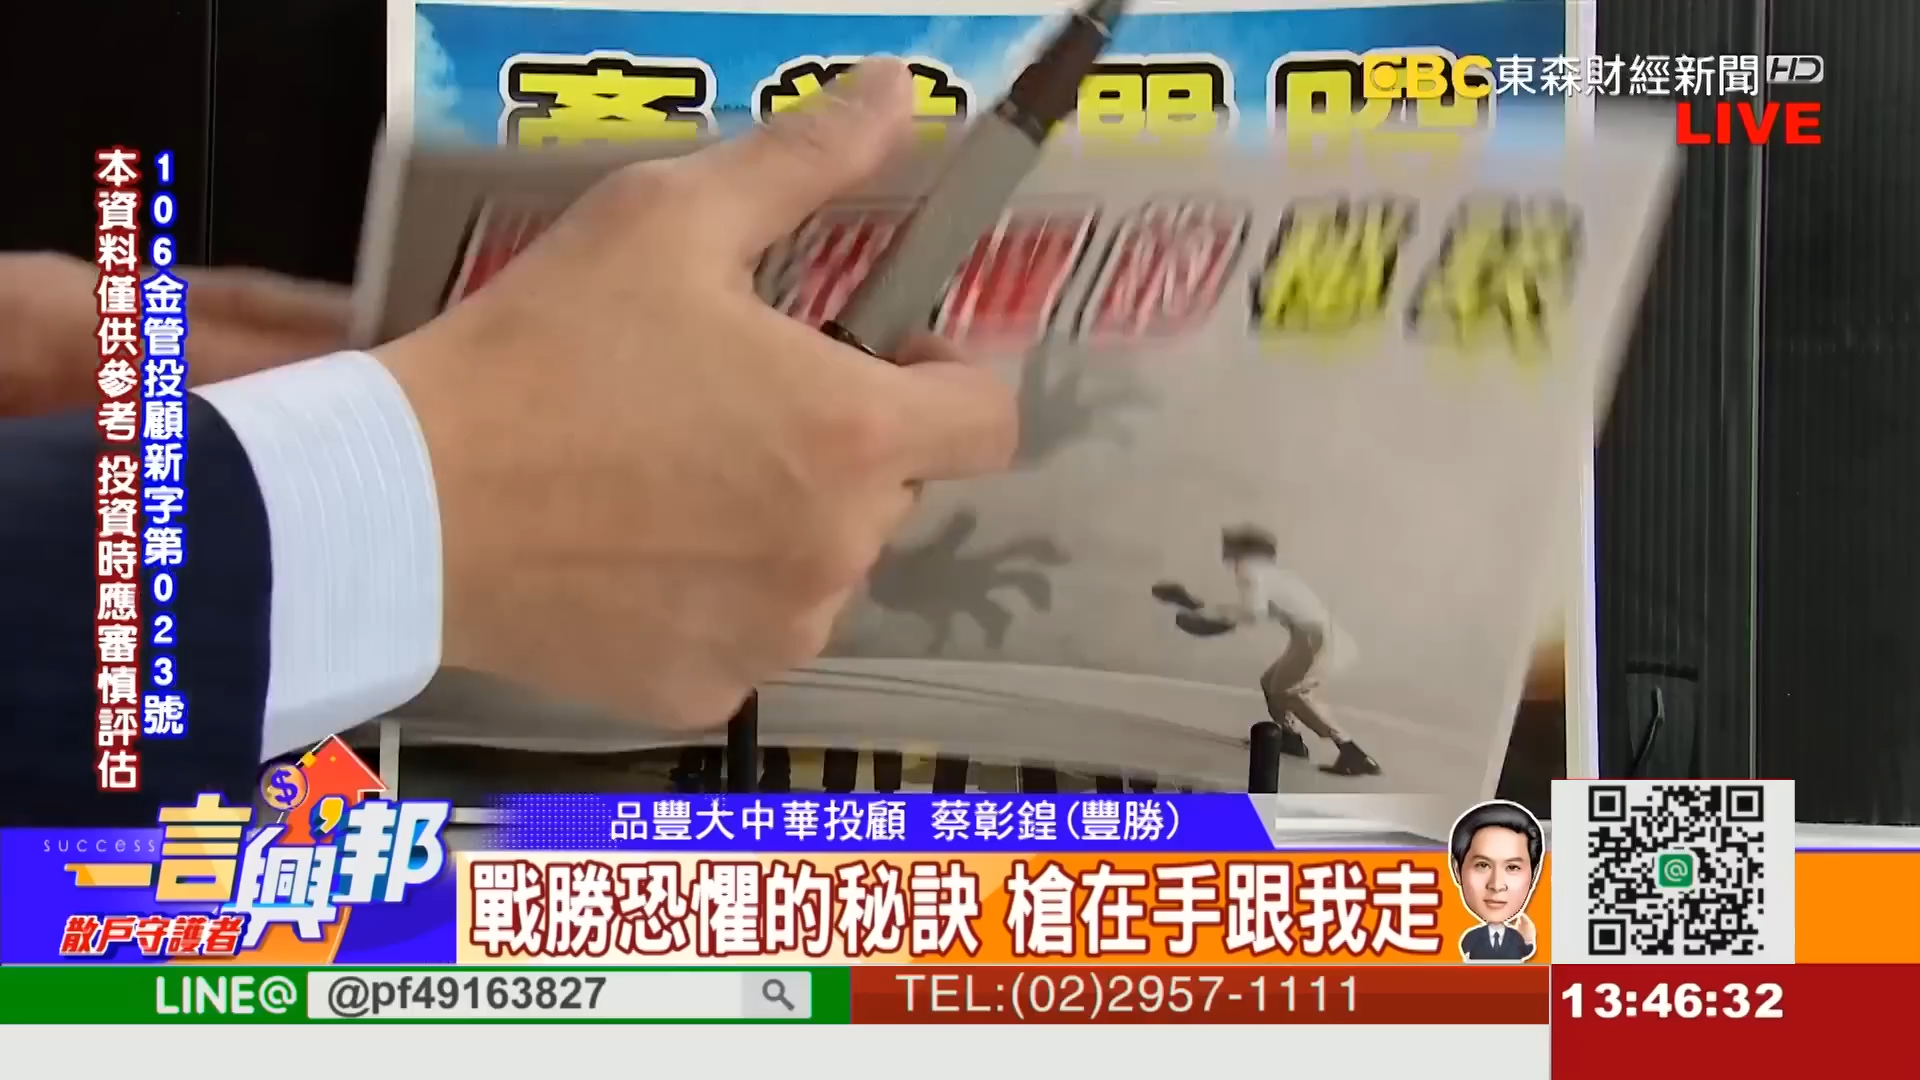 EBC東森財經新聞HD
LIVE
106金管投顧新字第023號
本資料僅供參考 投資時應審慎評估
的秘訣
success
一言興邦
散戶守護者
品豐大中華投顧 蔡彰鍠(豐勝)
戰勝恐懼的秘訣 槍在手跟我走
LINE@ @pf49163827
TEL:(02)2957-1111
13:46:32